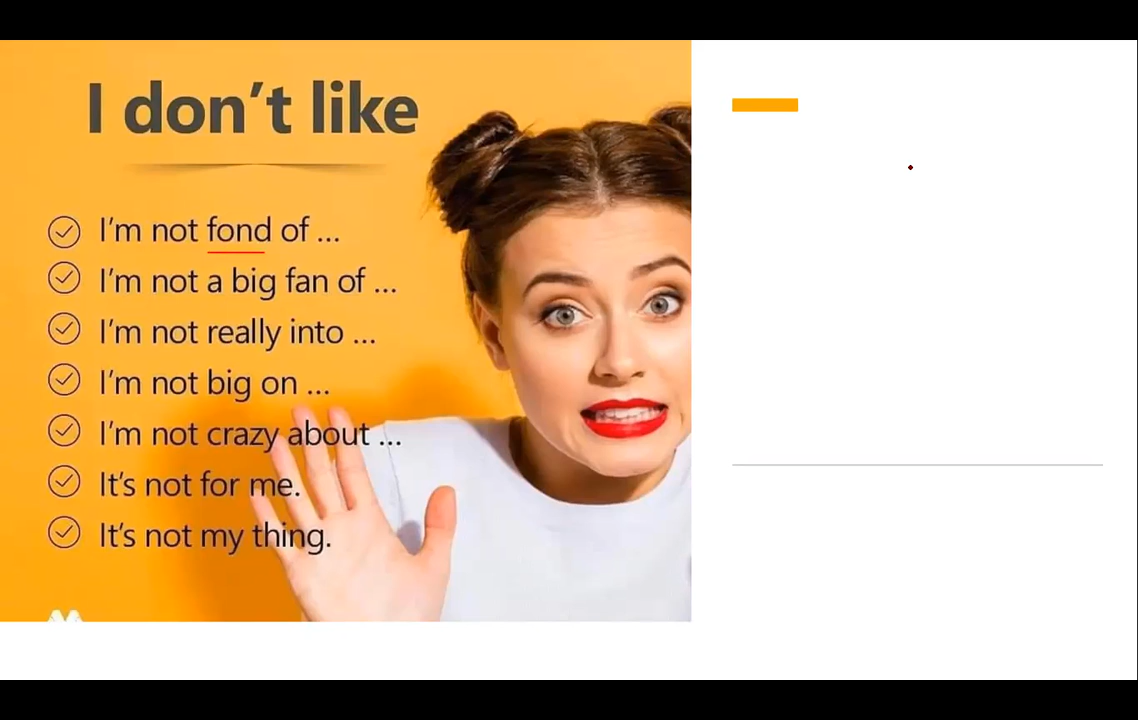 I don’t like
I’m not fond of ...
I’m not a big fan of ...
I’m not really into ...
I’m not big on ...
I’m not crazy about ...
It’s not for me.
It’s not my thing.